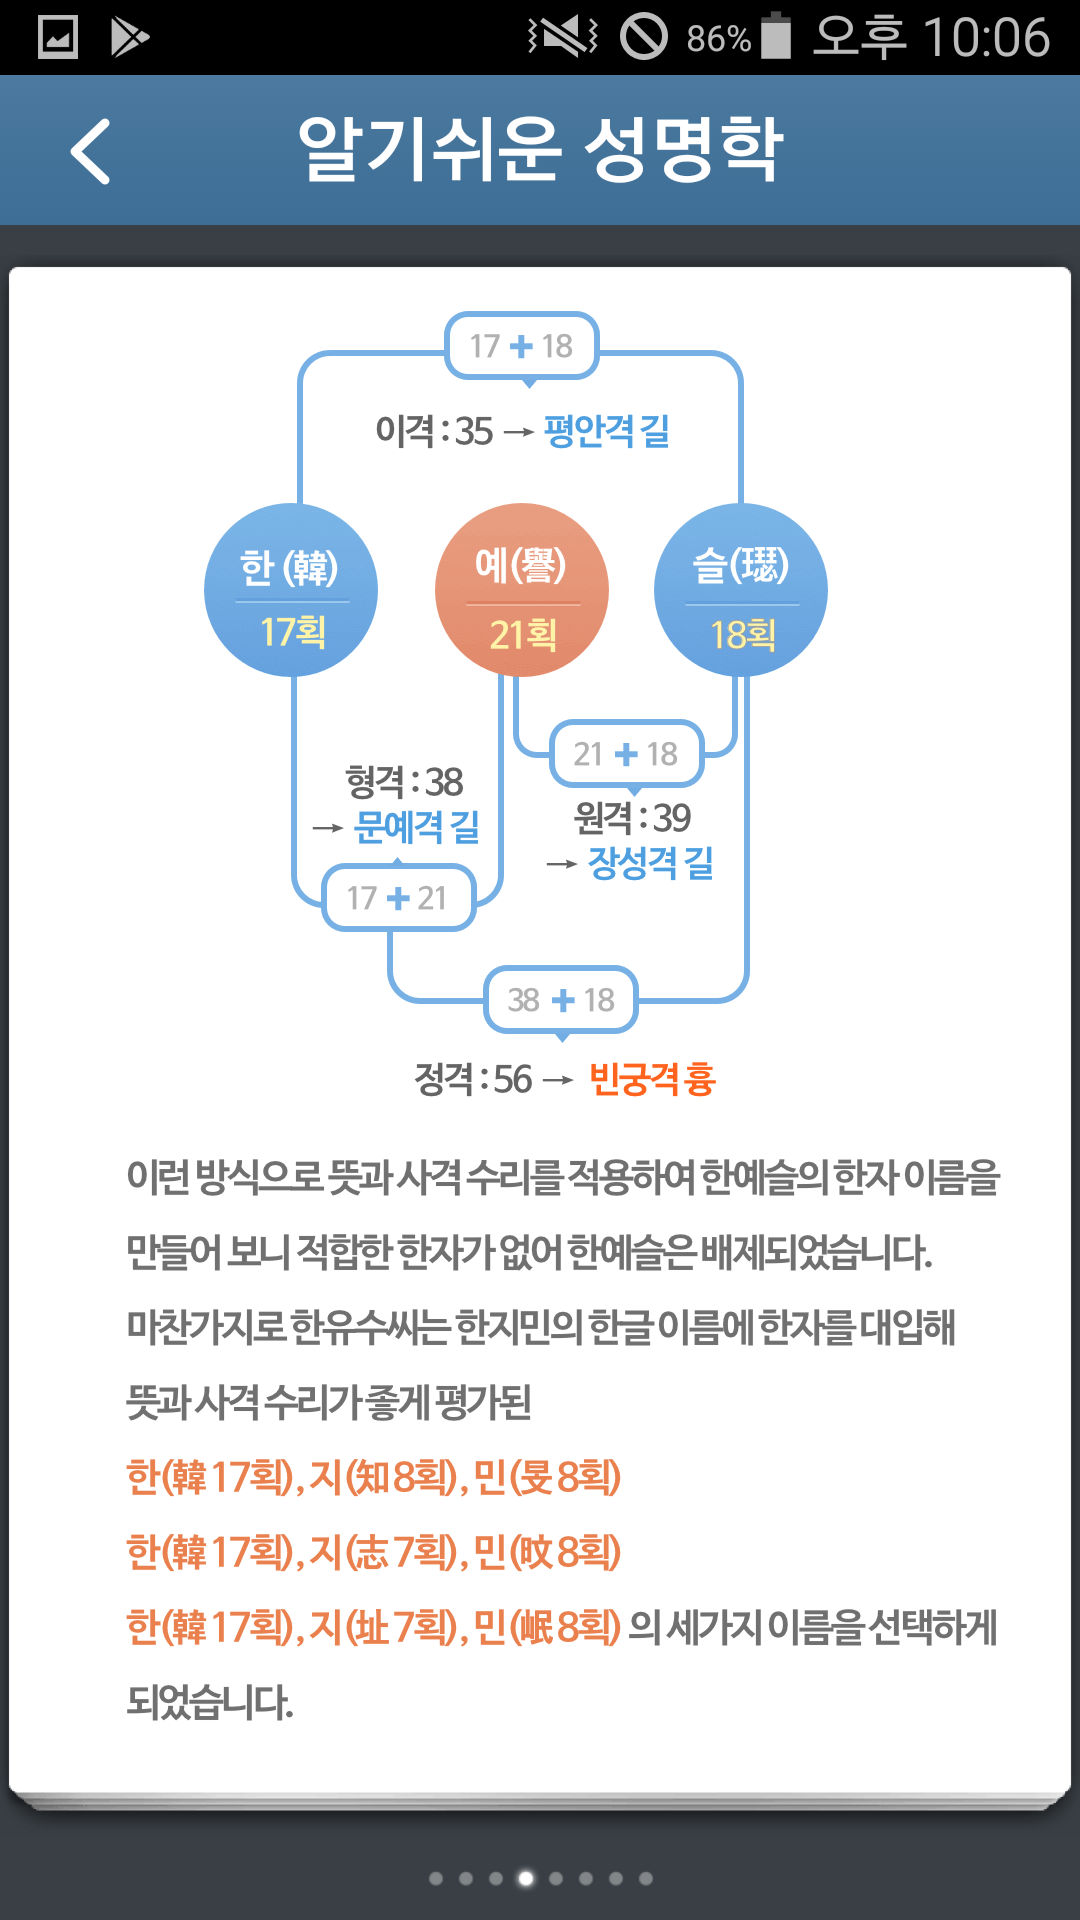 86% 오후 10:06
알기쉬운 성명학
17 + 18
이격 : 35 → 평안격 길
한 (韓)
17획
예 (譽)
21획
슬 (璱)
18획
21 + 18
원격 : 39
→ 장성격 길
형격 : 38
→ 문예격 길
17 + 21
38 + 18
정격 : 56 → 빈궁격 흉
이런 방식으로 뜻과 사격 수리를 적용하여 한예슬의 한자 이름을
만들어 보니 적합한 한자가 없어 한예슬은 배제되었습니다.
마찬가지로 한유수씨는 한지민의 한글 이름에 한자를 대입해
뜻과 사격 수리가 좋게 평가된
한(韓 17획), 지(知 8획), 민(旻 8획)
한(韓 17획), 지(志 7획), 민(旼 8획)
한(韓 17획), 지(址 7획), 민(岷 8획) 의 세가지 이름을 선택하게
되었습니다.